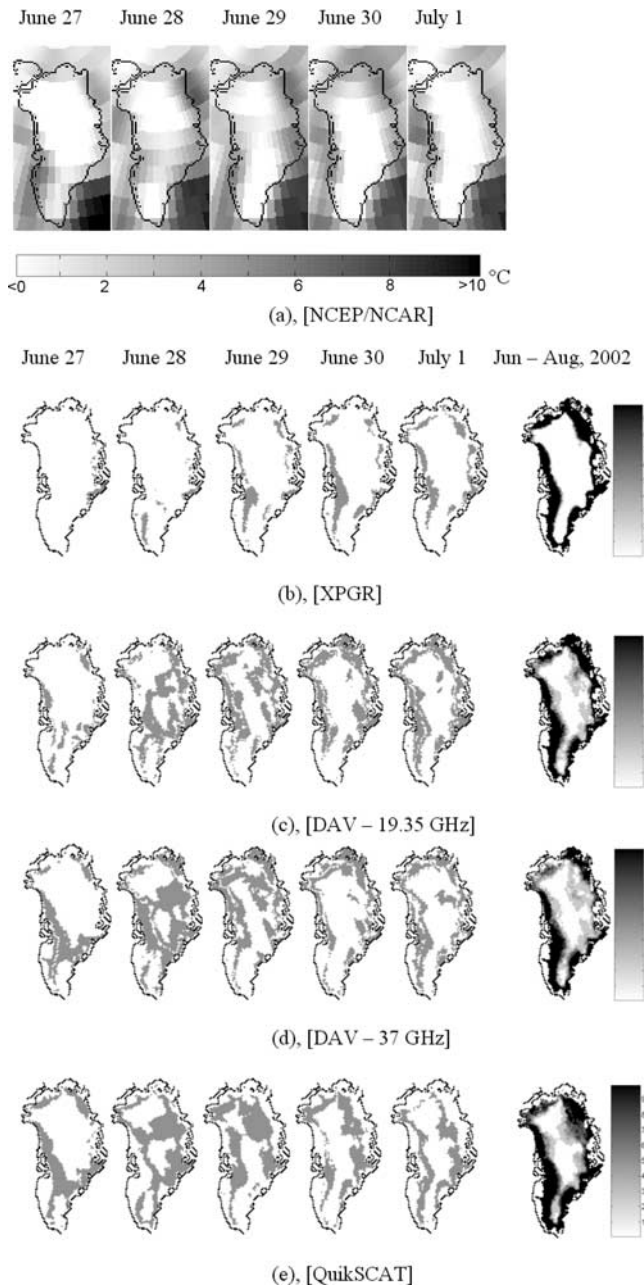 June 27 June 28 June 29 June 30 July 1
<0 2 4 6 8 >10 °C
(a), [NCEP/NCAR]
June 27 June 28 June 29 June 30 July 1 Jun – Aug, 2002
(b), [XPGR]
(c), [DAV – 19.35 GHz]
(d), [DAV – 37 GHz]
(e), [QuikSCAT]